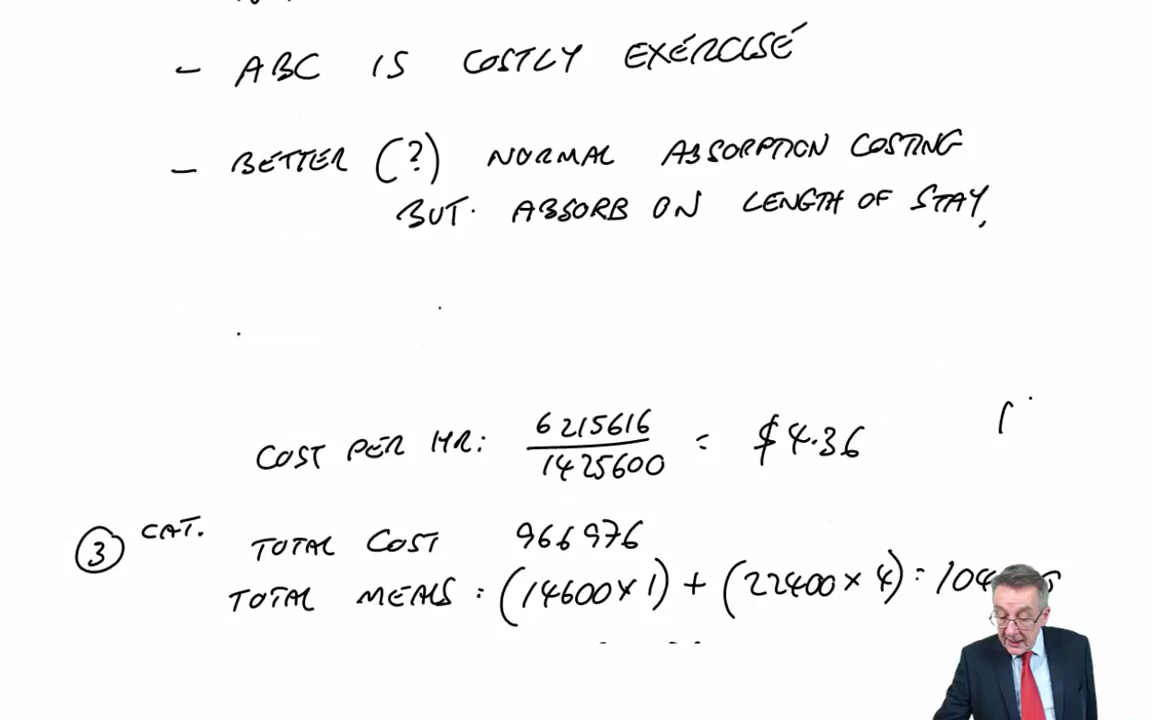 - ABC IS COSTLY EXERCISE
- BETTER (?) NORMAL ABSORPTION COSTING
BUT ABSORB ON LENGTH OF STAY,
COST PER HR: 6215616 / 1425600 = $4.36
③ CAT. TOTAL COST 966976
TOTAL MEALS: (14600 x 1) + (22400 x 4) =